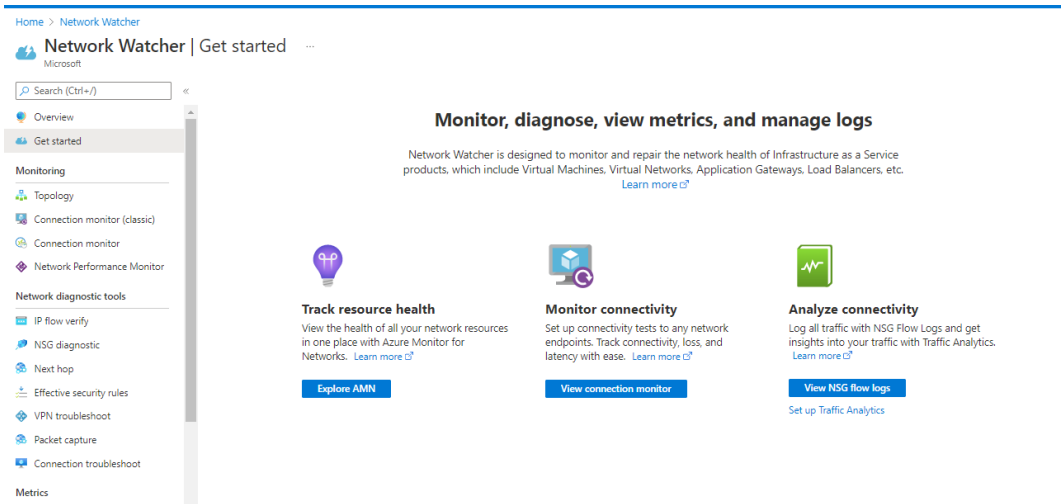 Home > Network Watcher
Network Watcher | Get started ...
Microsoft
Search (Ctrl+/) «
Overview
Get started
Monitoring
Topology
Connection monitor (classic)
Connection monitor
Network Performance Monitor
Network diagnostic tools
IP flow verify
NSG diagnostic
Next hop
Effective security rules
VPN troubleshoot
Packet capture
Connection troubleshoot
Metrics
Monitor, diagnose, view metrics, and manage logs
Network Watcher is designed to monitor and repair the network health of Infrastructure as a Service
products, which include Virtual Machines, Virtual Networks, Application Gateways, Load Balancers, etc.
Learn more
Track resource health
View the health of all your network resources
in one place with Azure Monitor for
Networks. Learn more
Explore AMN
Monitor connectivity
Set up connectivity tests to any network
endpoints. Track connectivity, loss, and
latency with ease. Learn more
View connection monitor
Analyze connectivity
Log all traffic with NSG Flow Logs and get
insights into your traffic with Traffic Analytics.
Learn more
View NSG flow logs
Set up Traffic Analytics